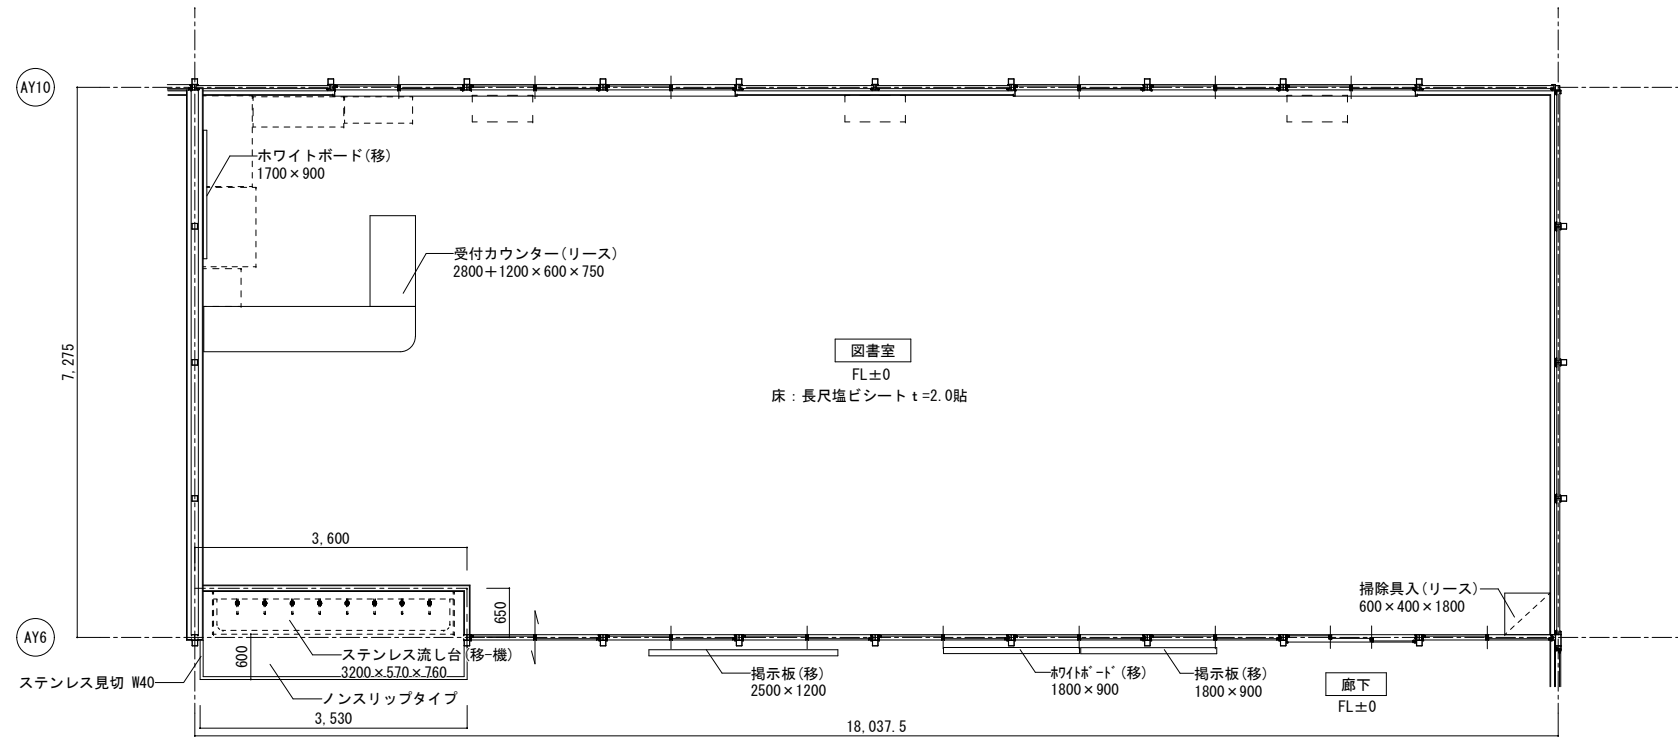 AY10
ホワイトボード(移)
1700×900
受付カウンター(リース)
2800+1200×600×750
7,275
図書室
FL±0
床:長尺塩ビシート t=2.0貼
3,600
650
掃除具入(リース)
600×400×1800
AY6
600
ステンレス流し台(移-機)
3200×570×760
ステンレス見切 W40
ノンスリップタイプ
3,530
掲示板(移)
2500×1200
ホワイトボード(移)
1800×900
掲示板(移)
1800×900
廊下
FL±0
18,037.5